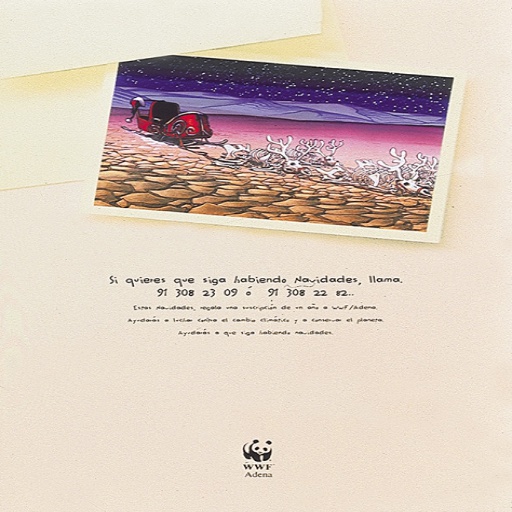 Si quieres que siga habiendo Navidades, llama.
91 308 23 09 ó 91 308 22 82..
Estas Navidades, regala una suscripción de un año a WWF/Adena.
Ayudarás a luchar contra el cambio climático y a conservar el planeta.
Ayudarás a que siga habiendo navidades.
WWF
Adena